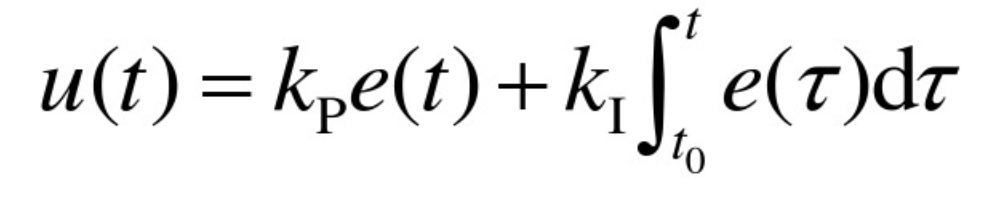 u(t) = k_P e(t) + k_I ∫_{t_0}^{t} e(τ)dτ